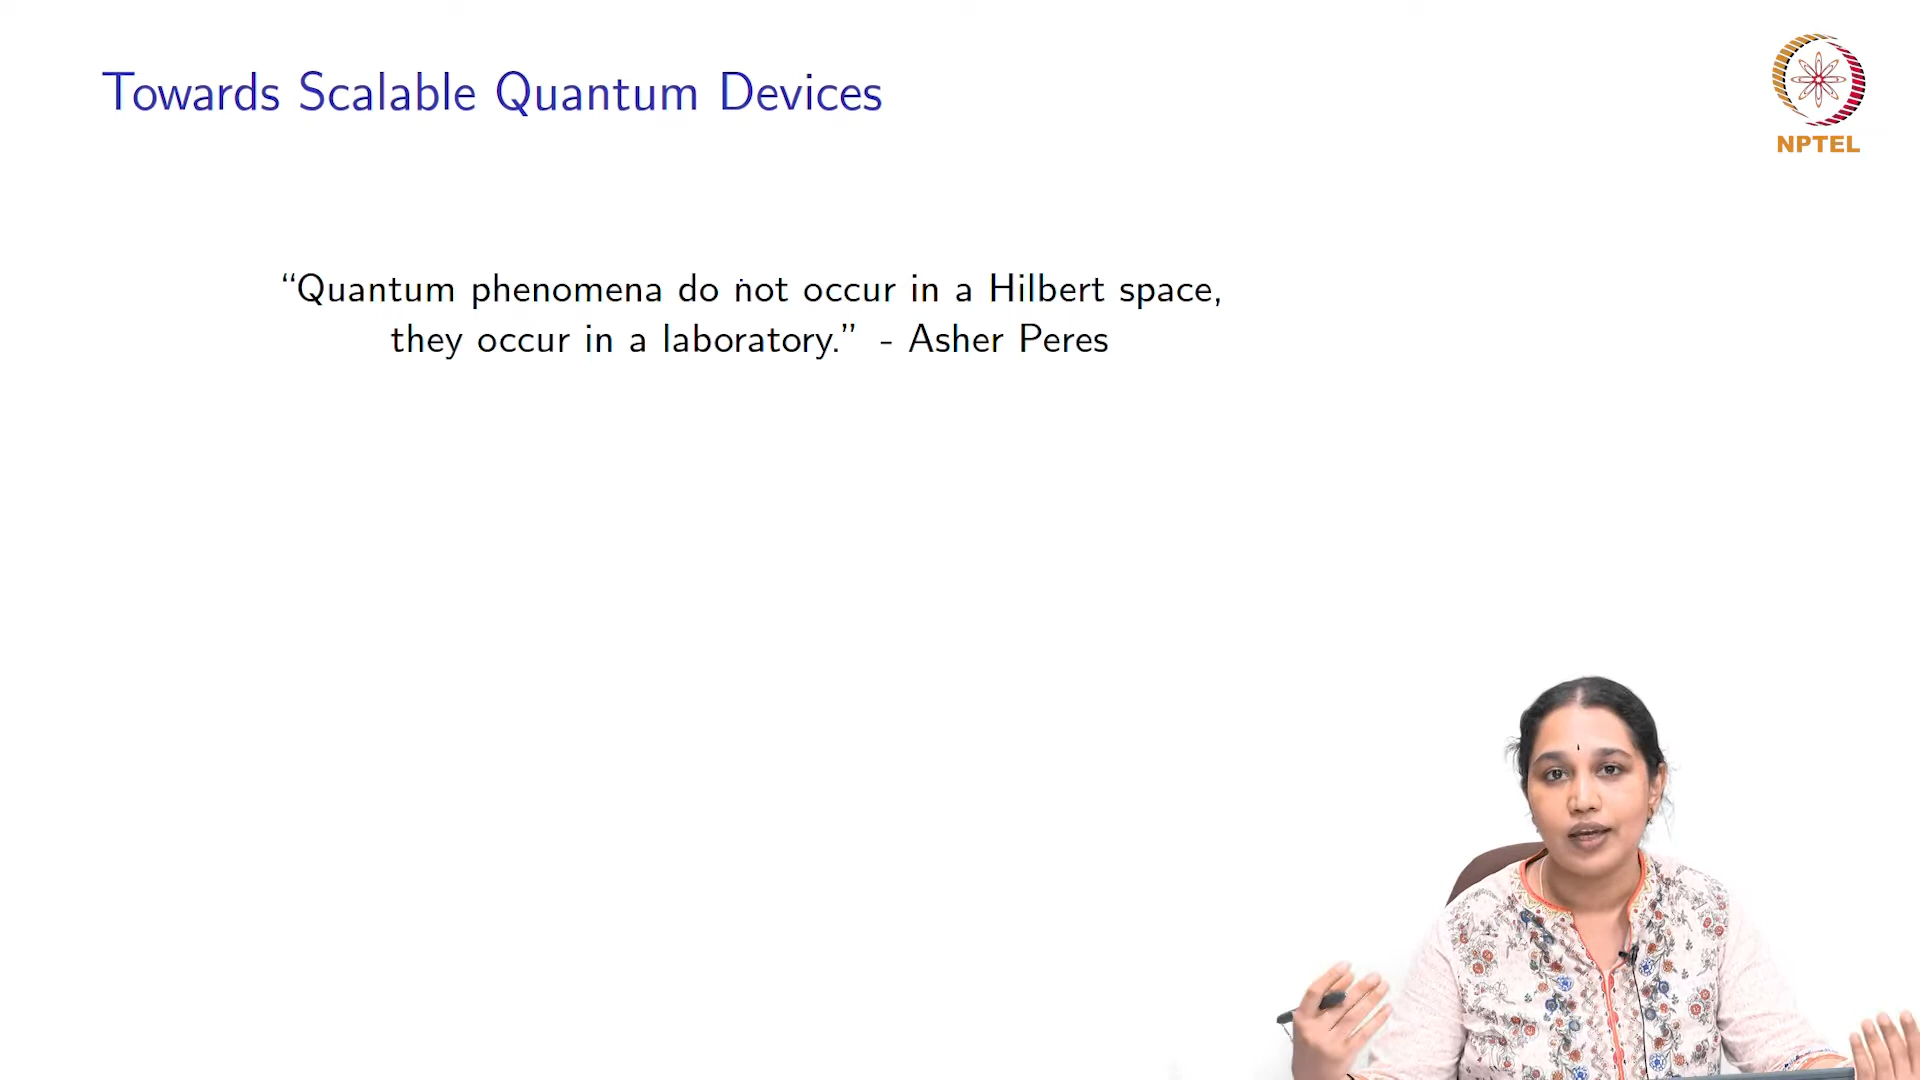 Towards Scalable Quantum Devices
NPTEL
“Quantum phenomena do not occur in a Hilbert space,
they occur in a laboratory.” - Asher Peres